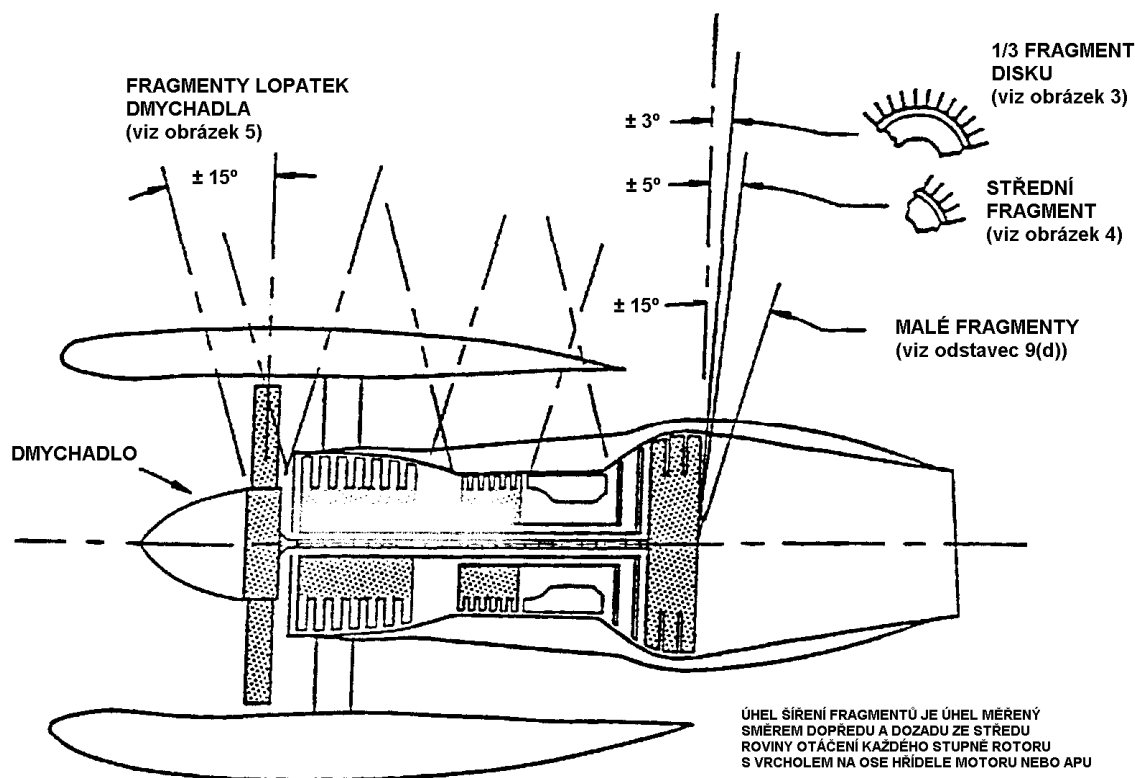 FRAGMENTY LOPATEK
DMYCHADLA
(viz obrázek 5)
± 15º
DMYCHADLO
± 3º
± 5º
± 15º
1/3 FRAGMENT
DISKU
(viz obrázek 3)
STŘEDNÍ
FRAGMENT
(viz obrázek 4)
MALÉ FRAGMENTY
(viz odstavec 9(d))
ÚHEL ŠÍŘENÍ FRAGMENTŮ JE ÚHEL MĚŘENÝ
SMĚREM DOPŘEDU A DOZADU ZE STŘEDU
ROVINY OTÁČENÍ KAŽDÉHO STUPNĚ ROTORU
S VRCHOLEM NA OSE HŘÍDELE MOTORU NEBO APU